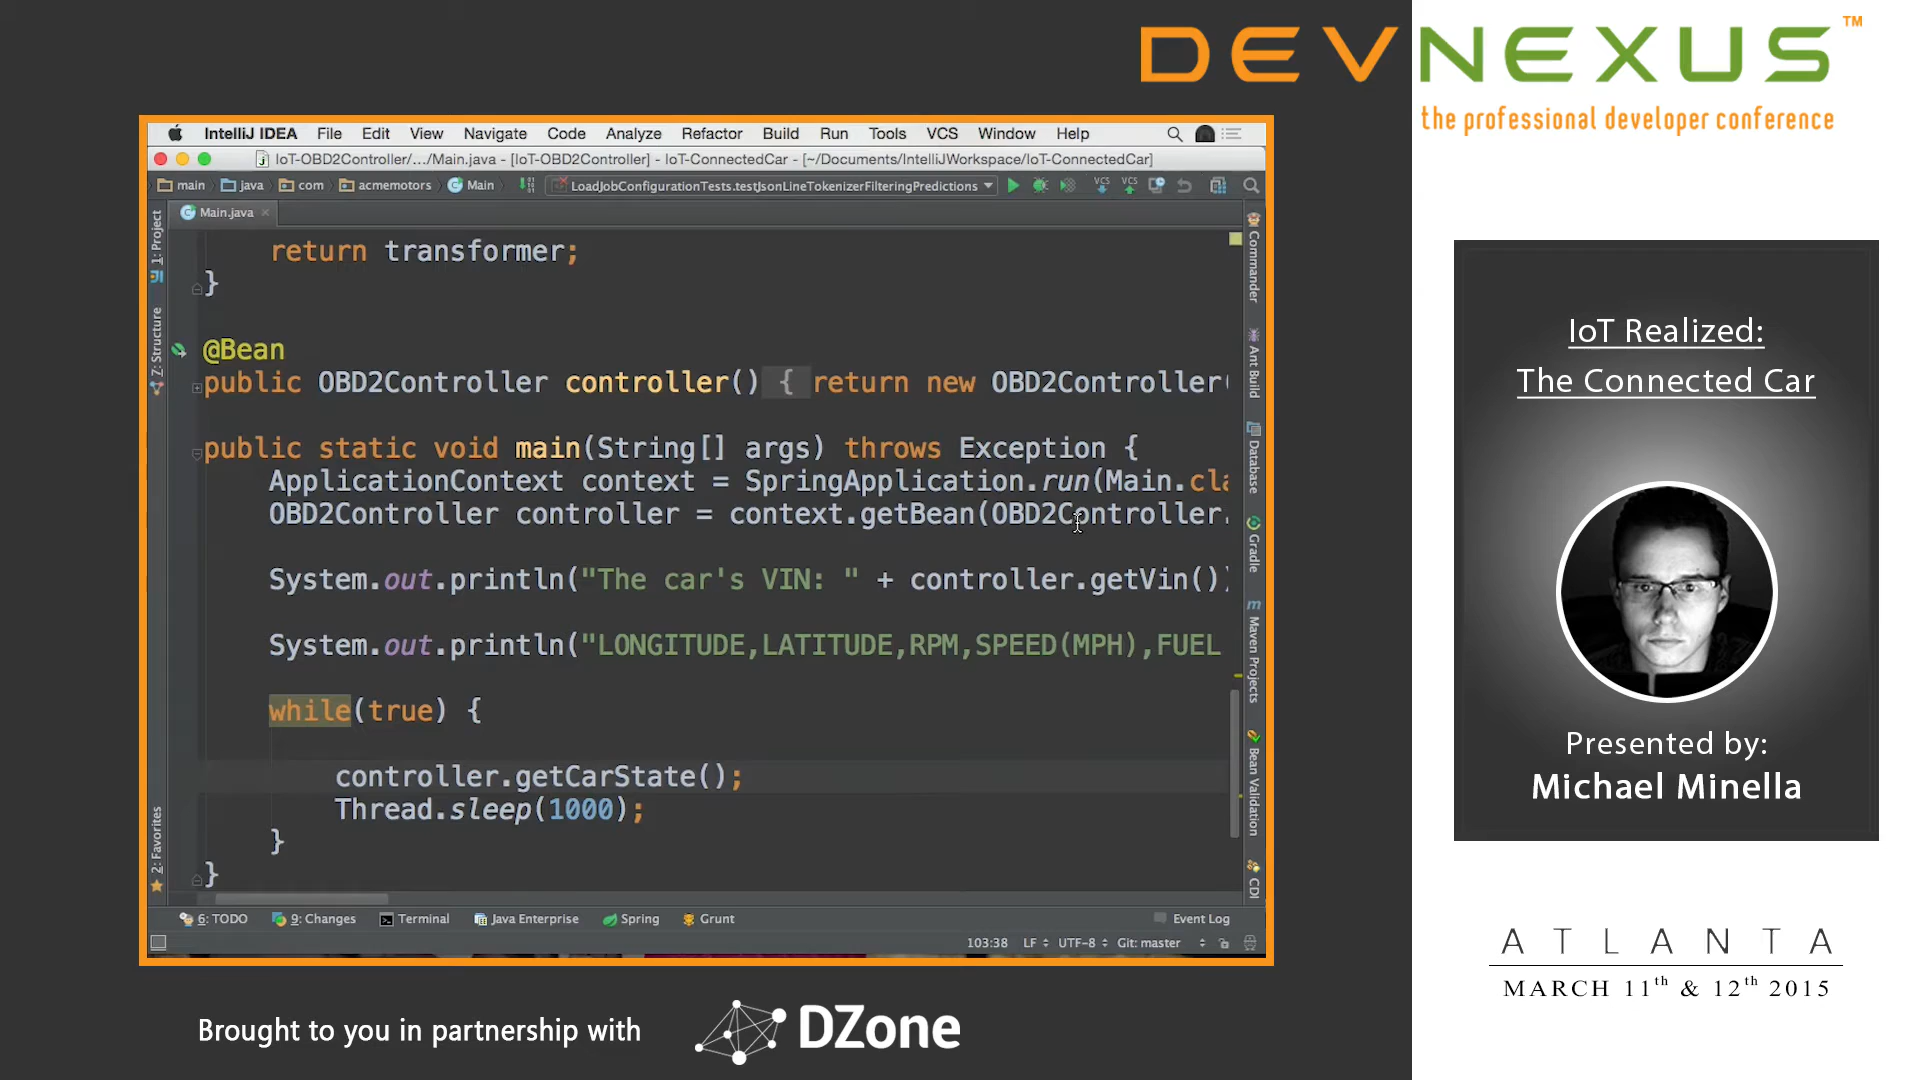 DEVNEXUS™
the professional developer conference
IntelliJ IDEA File Edit View Navigate Code Analyze Refactor Build Run Tools VCS Window Help
IoT-OBD2Controller/.../Main.java - [IoT-OBD2Controller] - IoT-ConnectedCar - [~/Documents/IntelliJWorkspace/IoT-ConnectedCar]
main java com acmemotors Main LoadJobConfigurationTests.testJsonLineTokenizerFilteringPredictions VCS VCS
Main.java
1: Project
Z: Structure
2: Favorites
return transformer;
}
@Bean
public OBD2Controller controller() { return new OBD2Controller(
public static void main(String[] args) throws Exception {
ApplicationContext context = SpringApplication.run(Main.cla
OBD2Controller controller = context.getBean(OBD2Controller.
System.out.println("The car's VIN: " + controller.getVin())
System.out.println("LONGITUDE,LATITUDE,RPM,SPEED(MPH),FUEL
while(true) {
controller.getCarState();
Thread.sleep(1000);
}
}
Commander
Ant Build
Database
Gradle
Maven Projects
Bean Validation
CDI
6: TODO 9: Changes Terminal Java Enterprise Spring Grunt Event Log
103:38 LF UTF-8 Git: master
IoT Realized:
The Connected Car
Presented by:
Michael Minella
ATLANTA
MARCH 11th & 12th 2015
Brought to you in partnership with DZone